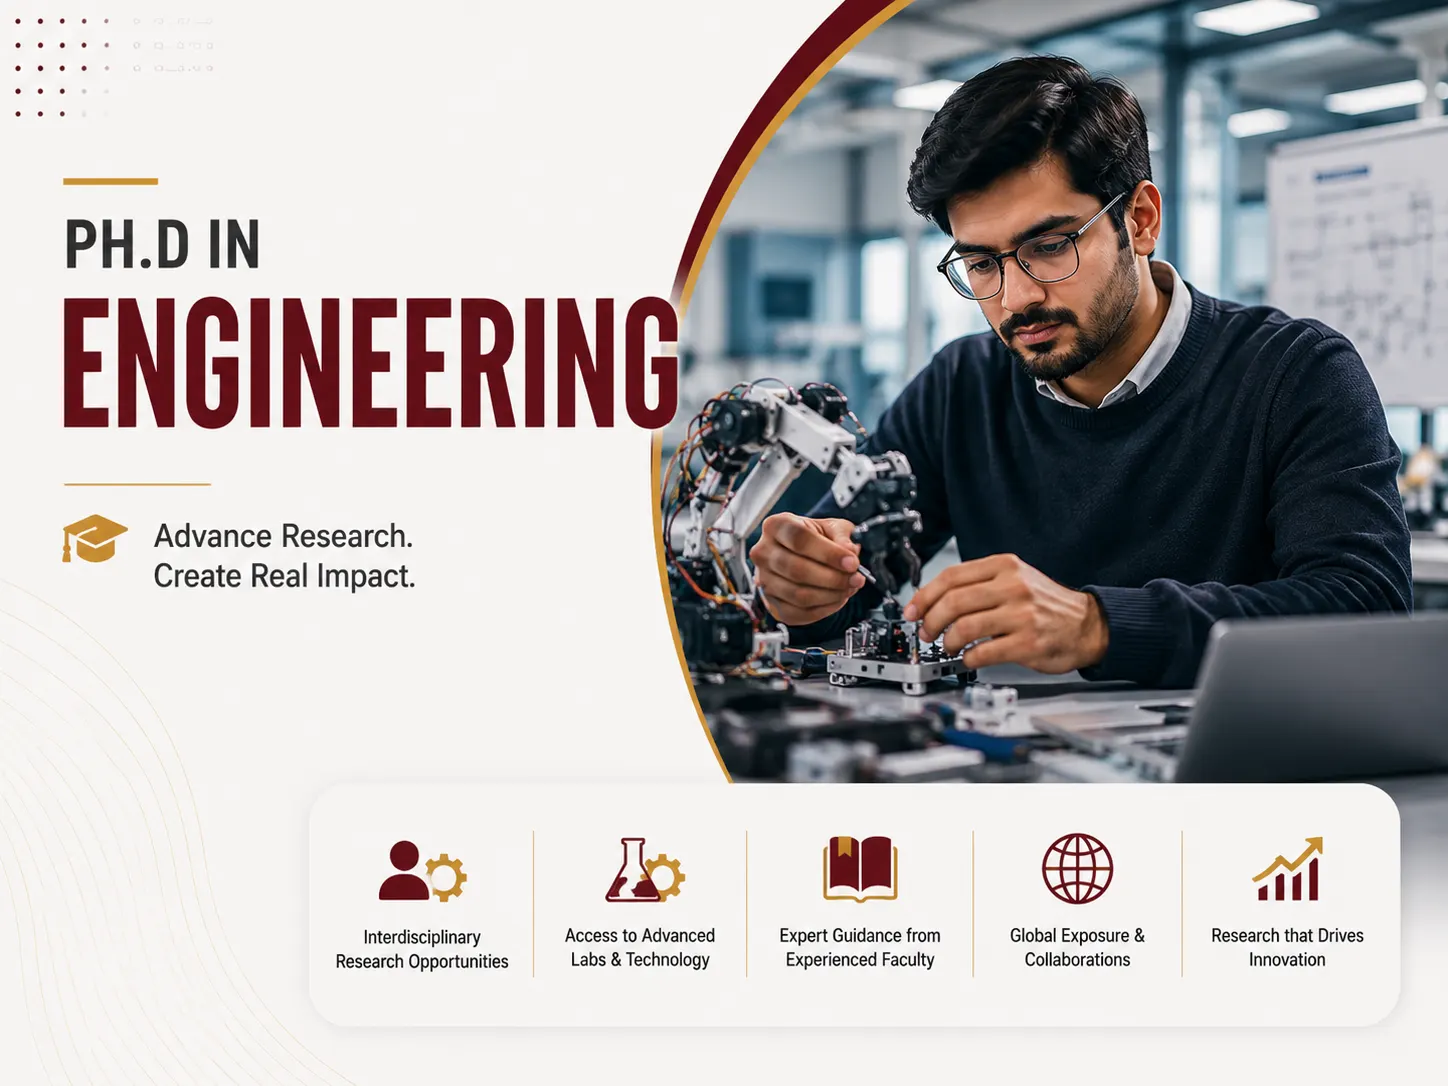 PH.D IN
ENGINEERING
Advance Research.
Create Real Impact.
Interdisciplinary
Research Opportunities
Access to Advanced
Labs & Technology
Expert Guidance from
Experienced Faculty
Global Exposure &
Collaborations
Research that Drives
Innovation